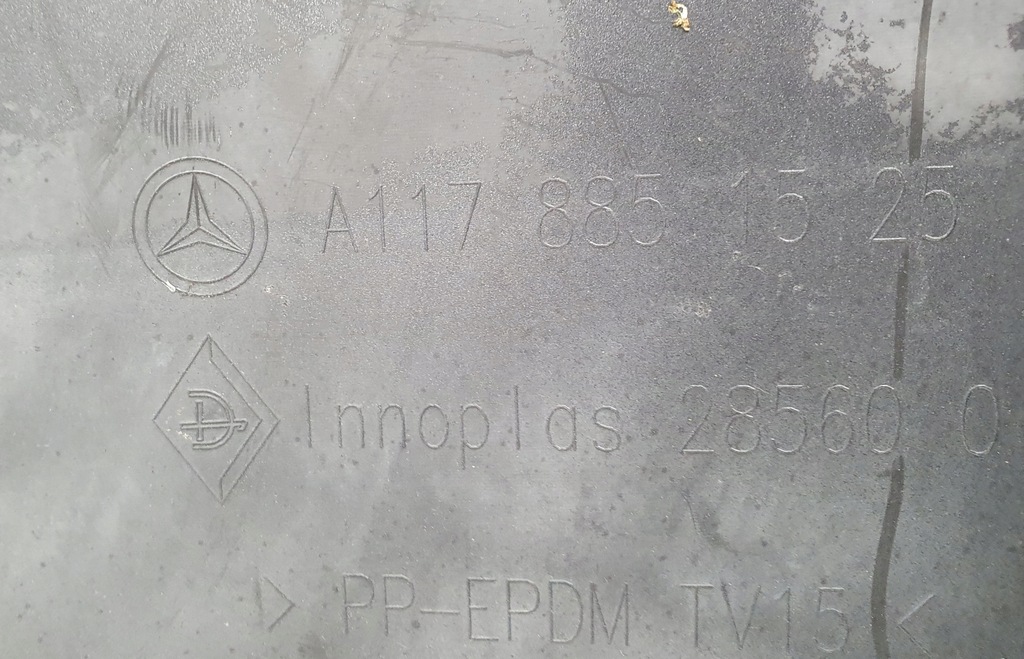 A117 885 15 25
Innoplas 28560 0
> PP-EPDM TV15 <